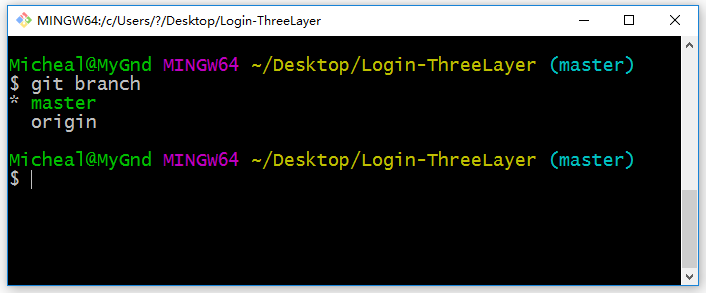 MINGW64:/c/Users/?/Desktop/Login-ThreeLayer
Micheal@MyGnd MINGW64 ~/Desktop/Login-ThreeLayer (master)
$ git branch
* master
  origin
Micheal@MyGnd MINGW64 ~/Desktop/Login-ThreeLayer (master)
$